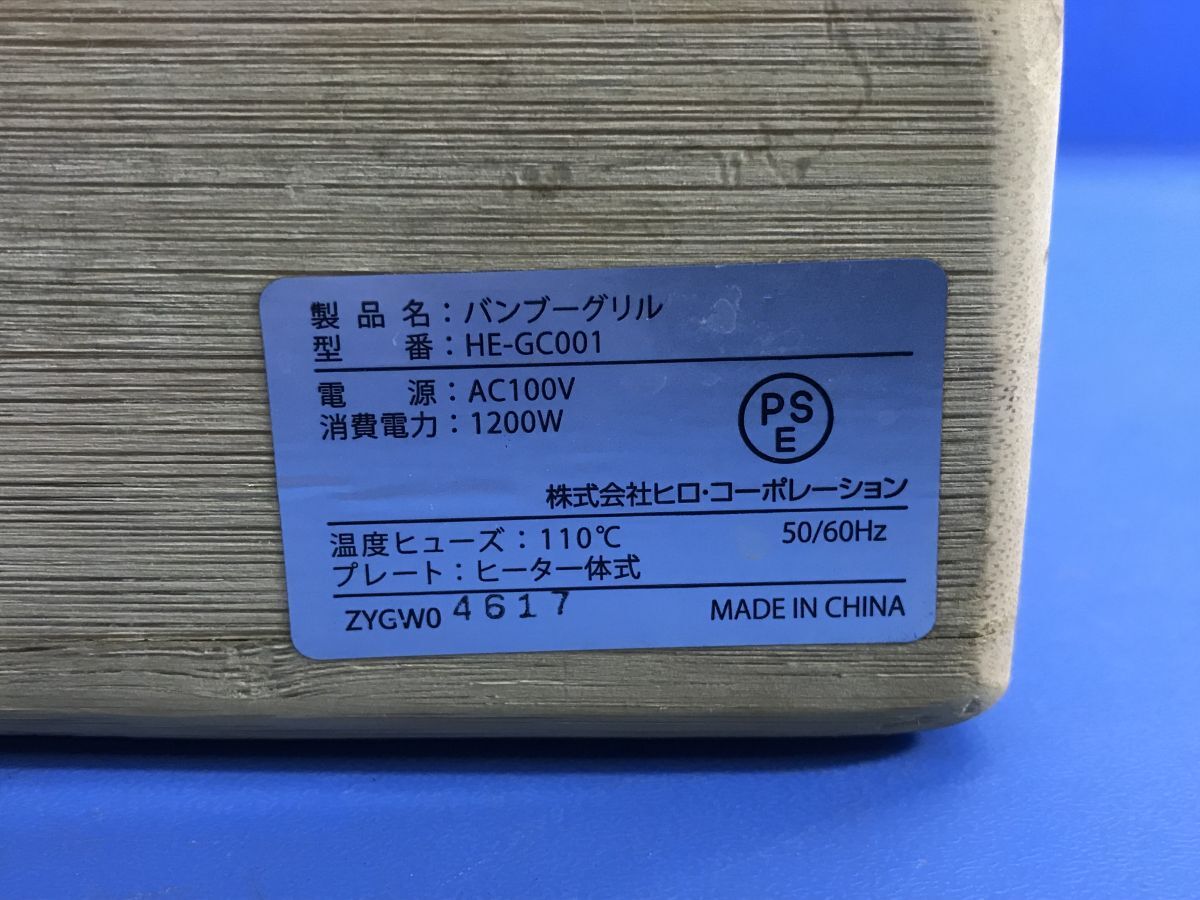 製品名：バンブーグリル
型　番：HE-GC001
電　源：AC100V
消費電力：1200W
PS
E
株式会社ヒロ・コーポレーション
温度ヒューズ：110℃ 50/60Hz
プレート：ヒーター体式
ZYGW0 4617 MADE IN CHINA